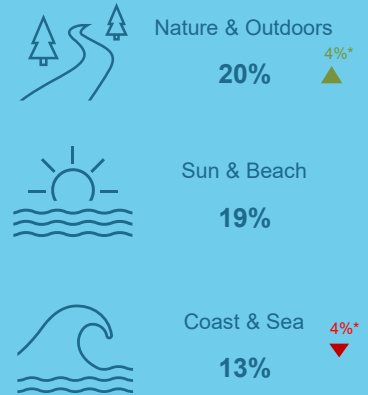 Nature & Outdoors
4%*
20%
Sun & Beach
19%
Coast & Sea
4%*
13%